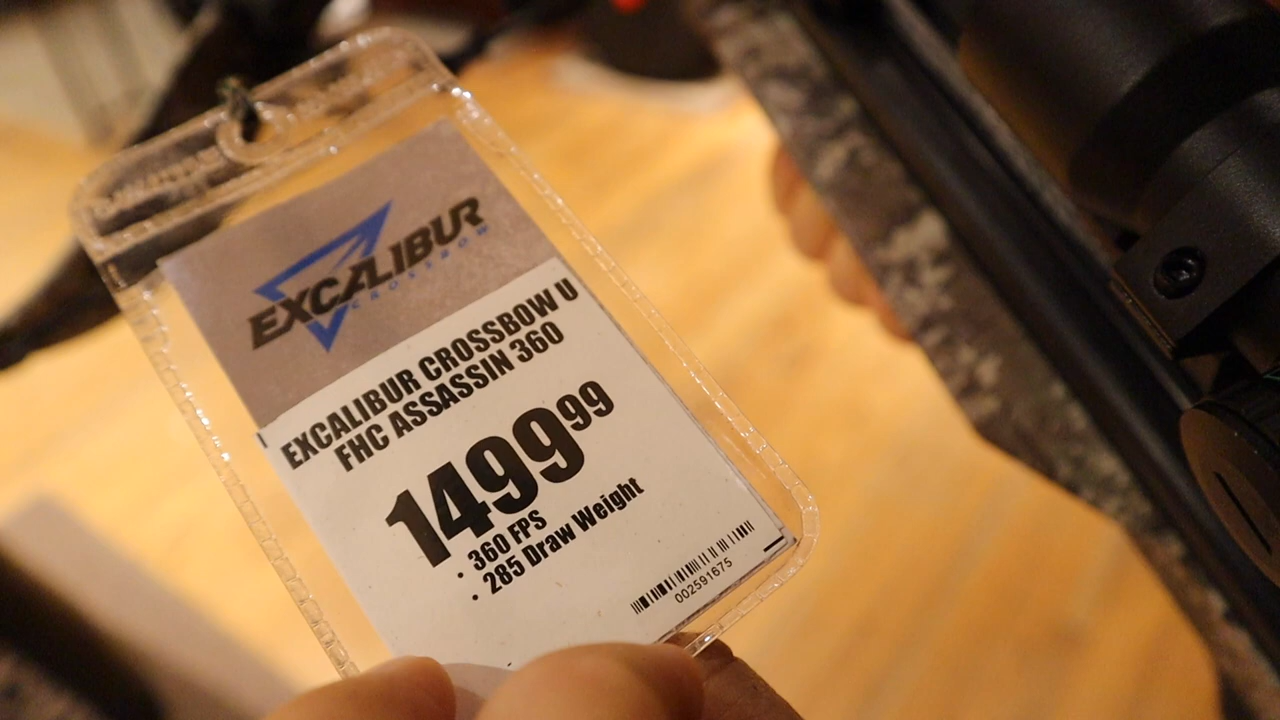 EXCALIBUR
CROSSBOW
EXCALIBUR CROSSBOW U
FHC ASSASSIN 360
1499 99
• 360 FPS
• 285 Draw Weight
002591675